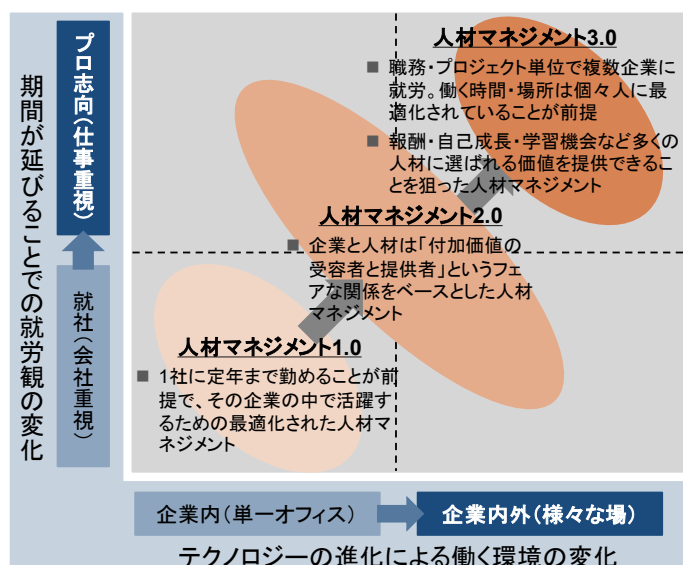 人材マネジメント3.0
■ 職務・プロジェクト単位で複数企業に
就労。働く時間・場所は個々人に最
適化されていることが前提
■ 報酬・自己成長・学習機会など多くの
人材に選ばれる価値を提供できるこ
とを狙った人材マネジメント
人材マネジメント2.0
■ 企業と人材は「付加価値の
受容者と提供者」というフェ
アな関係をベースとした人材
マネジメント
人材マネジメント1.0
■ 1社に定年まで勤めることが前
提で、その企業の中で活躍す
るための最適化された人材マ
ネジメント
期間が延びることでの就労観の変化
プロ志向(仕事重視)
就社(会社重視)
企業内(単一オフィス)
企業内外(様々な場)
テクノロジーの進化による働く環境の変化